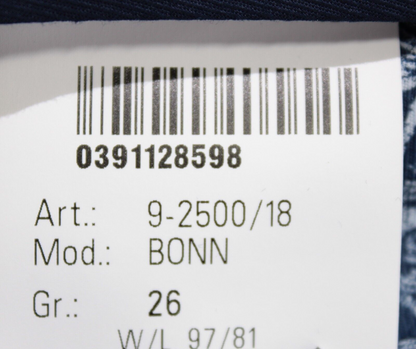 0391128598
Art.: 9-2500/18
Mod.: BONN
Gr.: 26
W/L 97/81